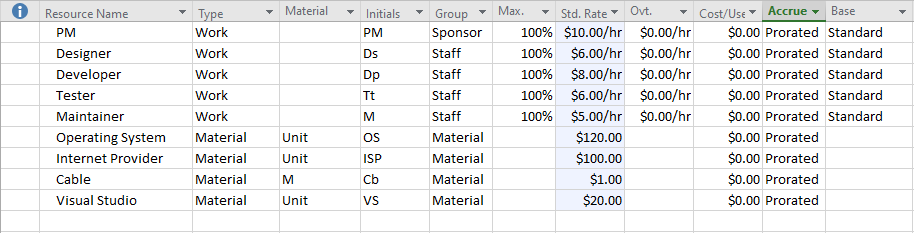 Resource Name Type Material Initials Group Max. Std. Rate Ovt. Cost/Use Accrue Base
PM Work PM Sponsor 100% $10.00/hr $0.00/hr $0.00 Prorated Standard
Designer Work Ds Staff 100% $6.00/hr $0.00/hr $0.00 Prorated Standard
Developer Work Dp Staff 100% $8.00/hr $0.00/hr $0.00 Prorated Standard
Tester Work Tt Staff 100% $6.00/hr $0.00/hr $0.00 Prorated Standard
Maintainer Work M Staff 100% $5.00/hr $0.00/hr $0.00 Prorated Standard
Operating System Material Unit OS Material $120.00 $0.00 Prorated
Internet Provider Material Unit ISP Material $100.00 $0.00 Prorated
Cable Material M Cb Material $1.00 $0.00 Prorated
Visual Studio Material Unit VS Material $20.00 $0.00 Prorated